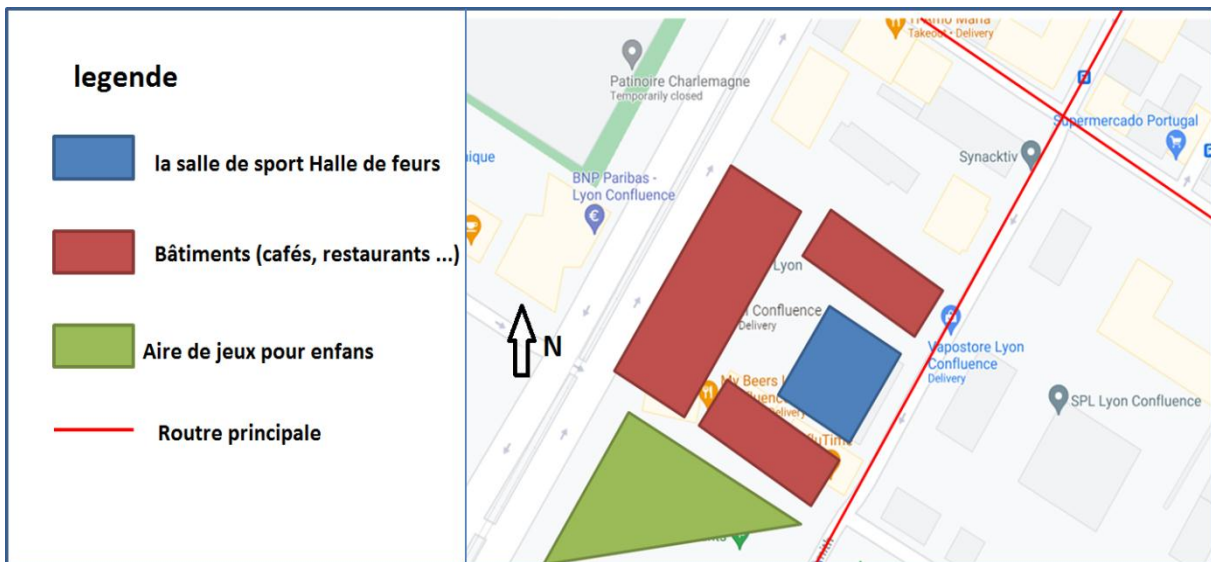 legende
la salle de sport Halle de feurs
Bâtiments (cafés, restaurants ...)
Aire de jeux pour enfans
Routre principale
N
Takeout • Delivery
Patinoire Charlemagne
Temporarily closed
BNP Paribas -
Lyon Confluence
€
Supermercado Portugal
Synacktiv
Lyon
Confluence
Delivery
Vapostore Lyon
Confluence
Delivery
My Beers
Delivery
SPL Lyon Confluence